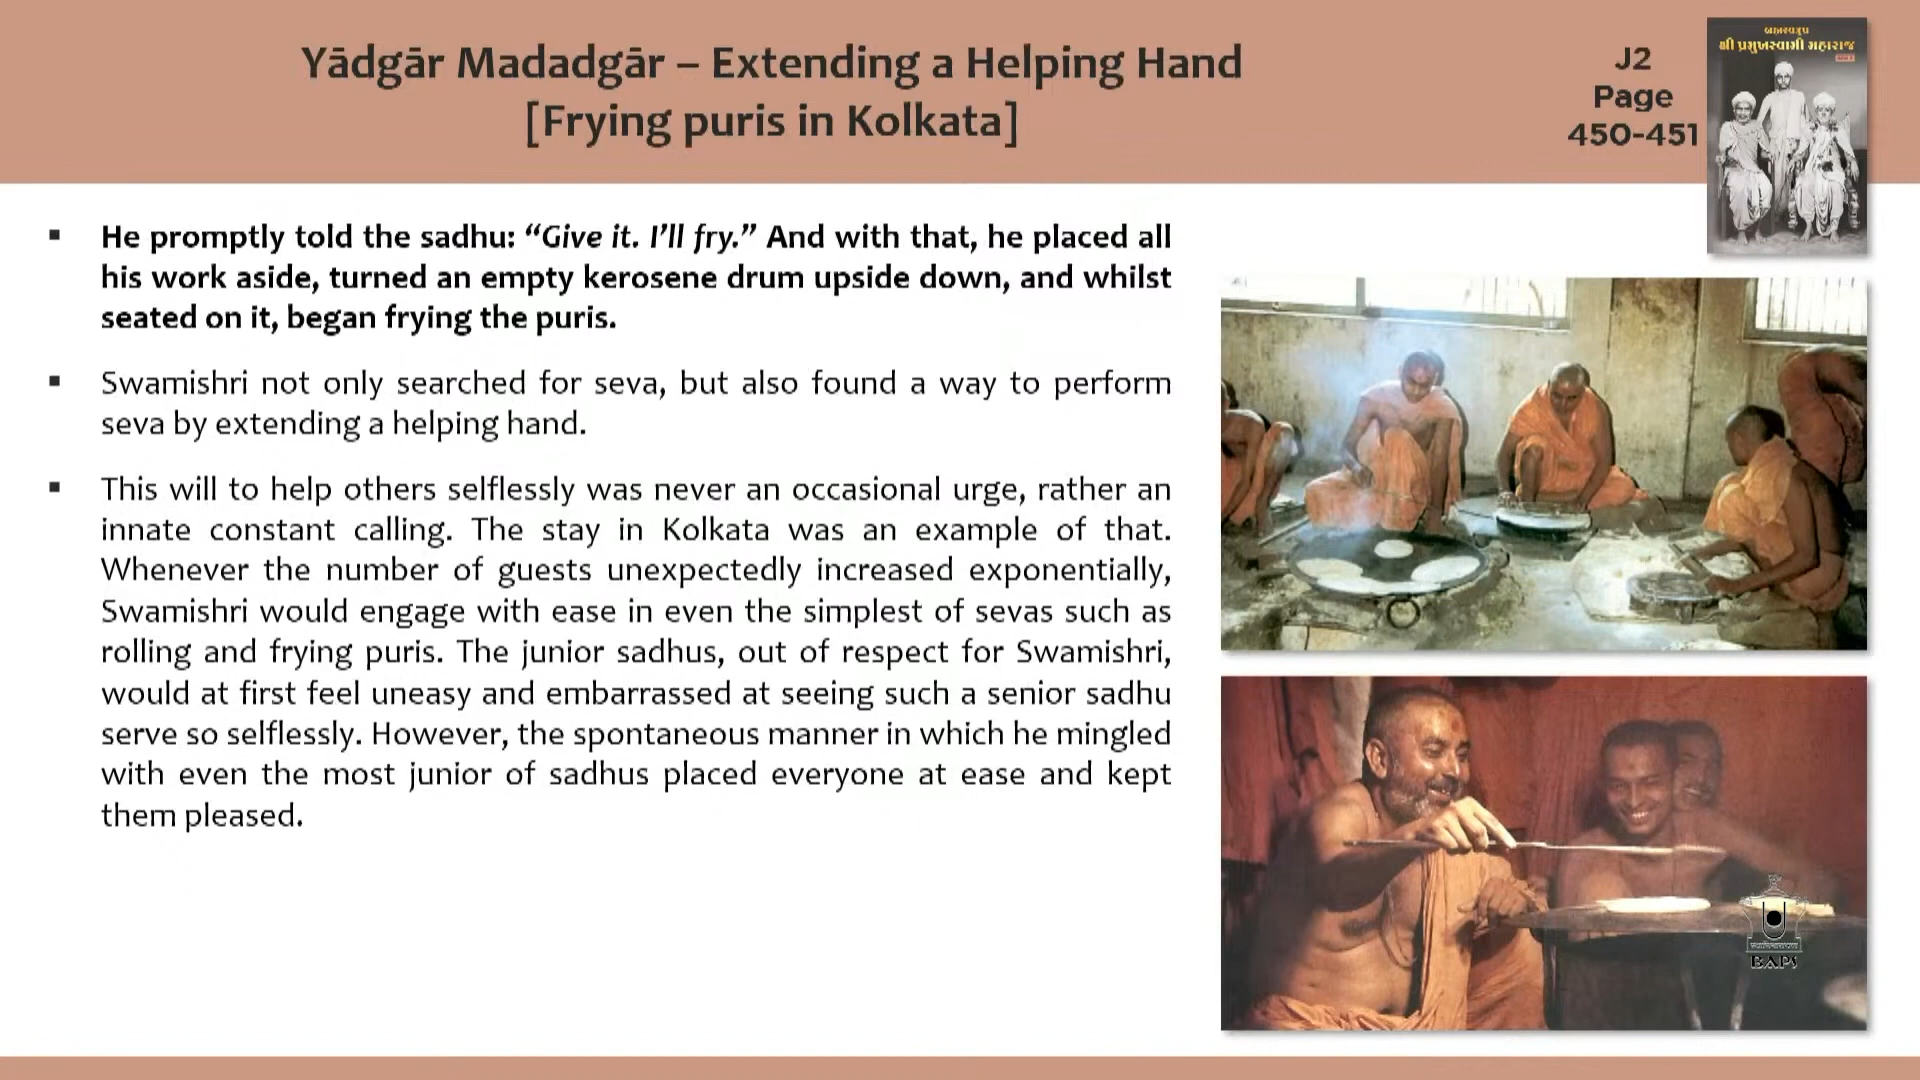 Yādgār Madadgār – Extending a Helping Hand
[Frying puris in Kolkata]
J2
Page
450-451
બ્રહ્મસ્વરૂપ
શ્રી પ્રમુખસ્વામી મહારાજ
▪ He promptly told the sadhu: “Give it. I’ll fry.” And with that, he placed all
his work aside, turned an empty kerosene drum upside down, and whilst
seated on it, began frying the puris.
▪ Swamishri not only searched for seva, but also found a way to perform
seva by extending a helping hand.
▪ This will to help others selflessly was never an occasional urge, rather an
innate constant calling. The stay in Kolkata was an example of that.
Whenever the number of guests unexpectedly increased exponentially,
Swamishri would engage with ease in even the simplest of sevas such as
rolling and frying puris. The junior sadhus, out of respect for Swamishri,
would at first feel uneasy and embarrassed at seeing such a senior sadhu
serve so selflessly. However, the spontaneous manner in which he mingled
with even the most junior of sadhus placed everyone at ease and kept
them pleased.
BAPS